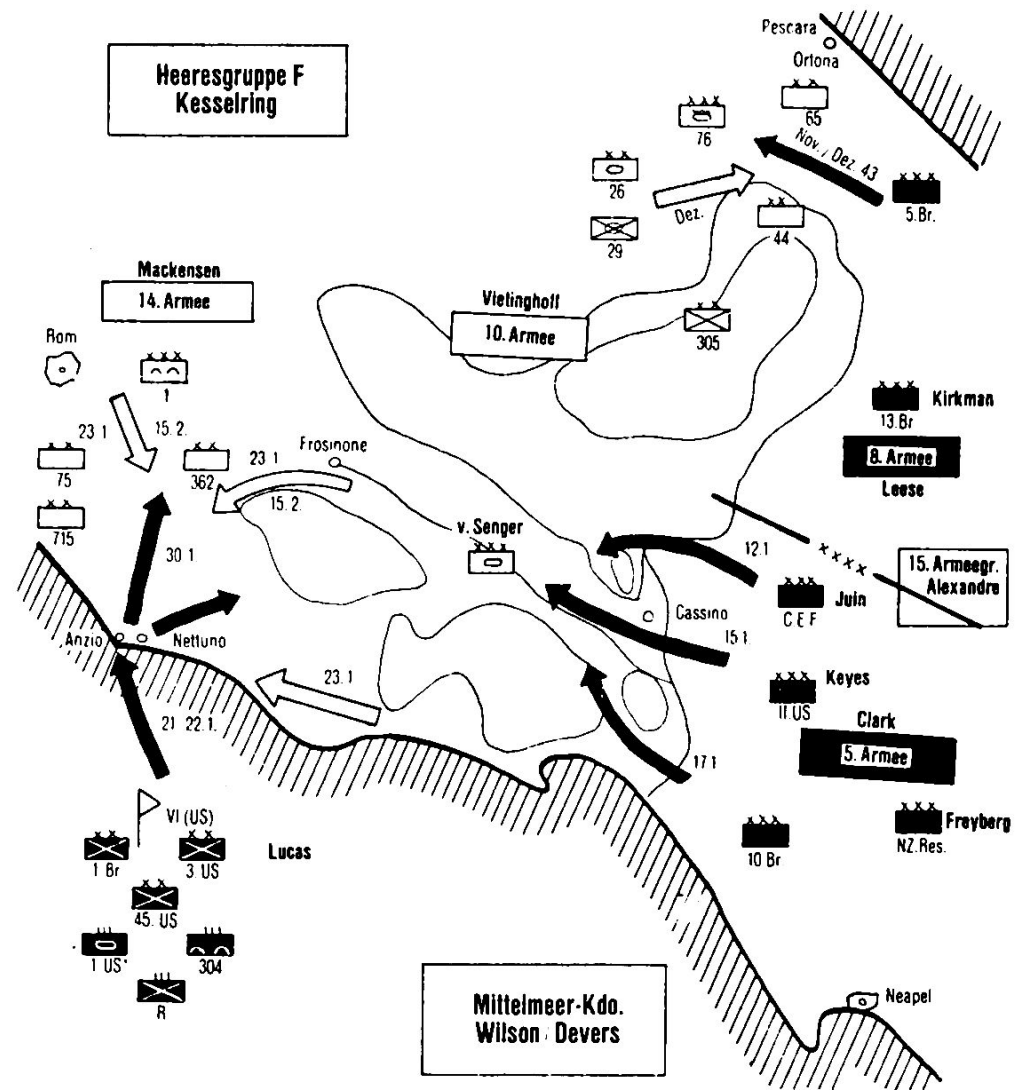 Heeresgruppe F
Kesselring
Pescara
Ortona
65
76
Nov./Dez. 43
26
Dez.
5.Br.
29
44
Mackensen
14. Armee
Vietinghoff
10. Armee
305
Rom
1
Kirkman
13.Br
23 1
15. 2.
Frosinone
8. Armee
75
362
23 1
15. 2.
Leese
715
v. Senger
30 1
12.1
15. Armeegr.
Alexandre
Juin
C.E F
Anzio
Nettuno
Cassino
15 1
23.1
Keyes
II.US
21 22.1.
Clark
5. Armee
17.1
VI (US)
Lucas
1 Br
3. US
10 Br
Freyberg
NZ.Res.
45. US
1 US
304
R
Mittelmeer-Kdo.
Wilson / Devers
Neapel